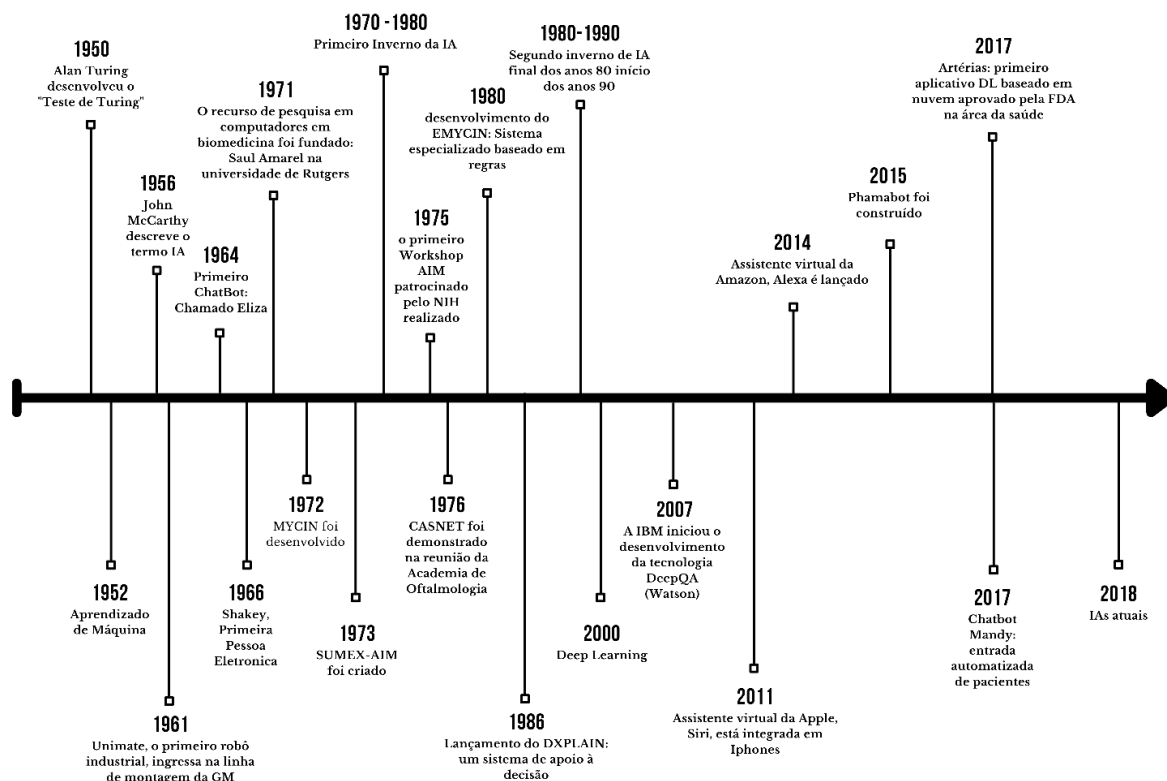 1950
Alan Turing
desenvolveu o
"Teste de Turing"
1952
Aprendizado
de Máquina
1956
John
McCarthy
descreve o
termo IA
1961
Unimate, o primeiro robô
industrial, ingressa na linha
de montagem da GM
1964
Primeiro
ChatBot:
Chamado Eliza
1966
Shakey,
Primeira
Pessoa
Eletronica
1971
O recurso de pesquisa em
computadores em
biomedicina foi fundado:
Saul Amarel na
universidade de Rutgers
1972
MYCIN foi
desenvolvido
1973
SUMEX-AIM
foi criado
1970 -1980
Primeiro Inverno da IA
1975
o primeiro
Workshop
AIM
patrocinado
pelo NIH
realizado
1976
CASNET foi
demonstrado
na reunião da
Academia de
Oftalmologia
1980
desenvolvimento do
EMYCIN: Sistema
especializado baseado em
regras
1986
Lançamento do DXPLAIN:
um sistema de apoio à
decisão
1980-1990
Segundo inverno de IA
final dos anos 80 início
dos anos 90
2000
Deep Learning
2007
A IBM iniciou o
desenvolvimento
da tecnologia
DeepQA
(Watson)
2011
Assistente virtual da Apple,
Siri, está integrada em
Iphones
2014
Assistente virtual da
Amazon, Alexa é lançado
2015
Phamabot foi
construído
2017
Artérias: primeiro
aplicativo DL baseado em
nuvem aprovado pela FDA
na área da saúde
2017
Chatbot
Mandy:
entrada
automatizada
de pacientes
2018
IAs atuais